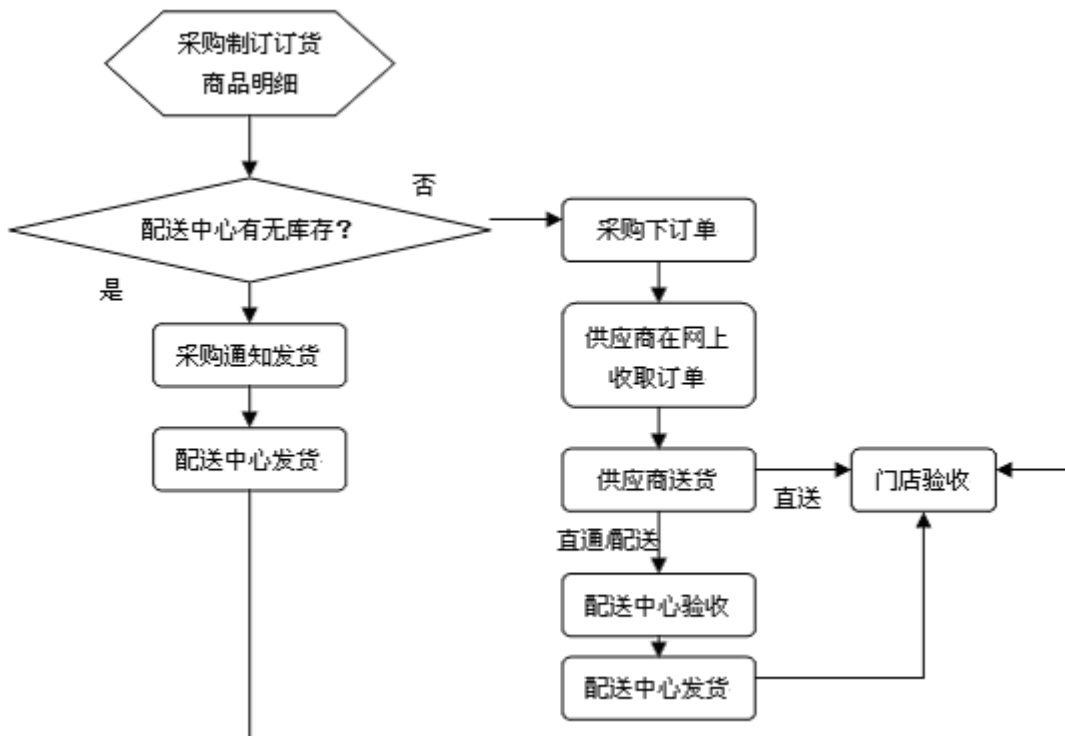 采购制订订货
商品明细
否
配送中心有无库存？
采购下订单
是
供应商在网上
收取订单
采购通知发货
配送中心发货
供应商送货
门店验收
直送
直通/配送
配送中心验收
配送中心发货